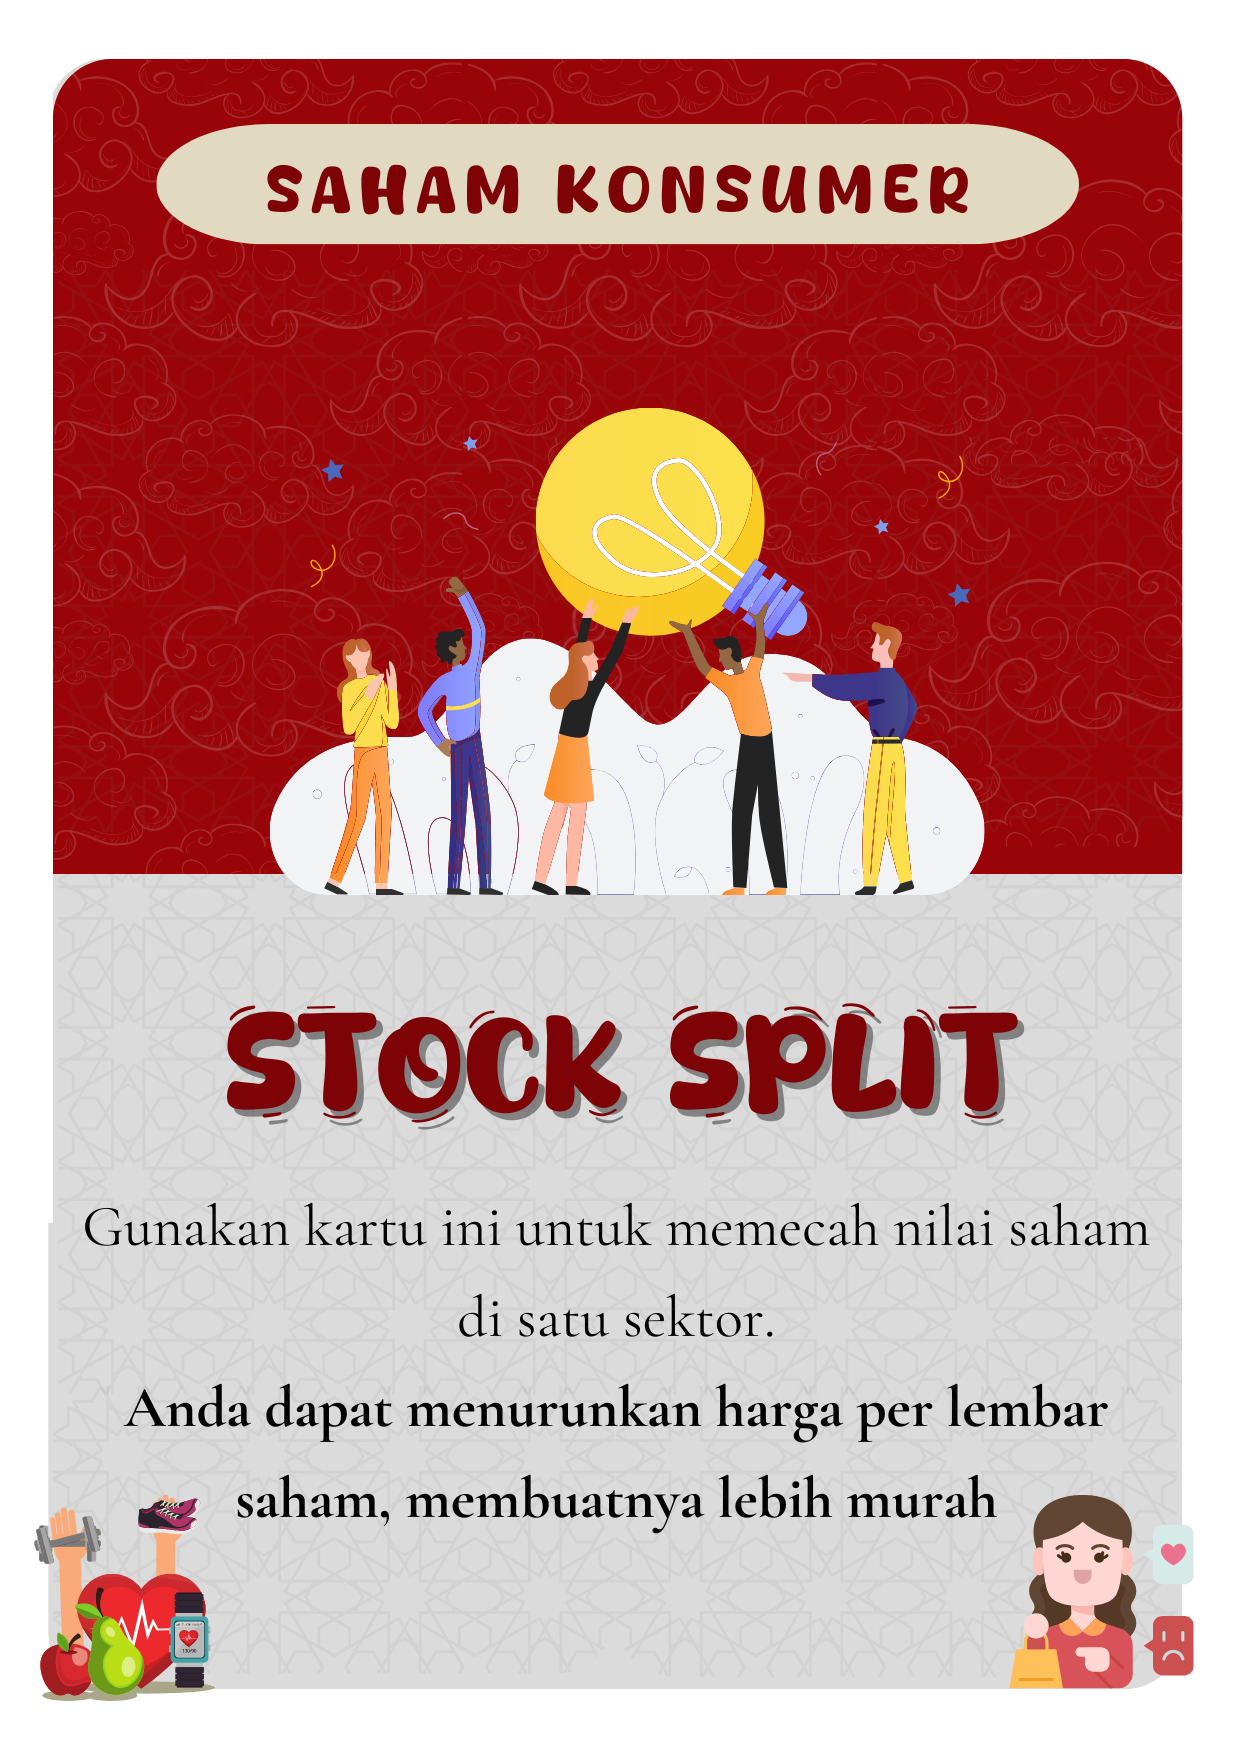 SAHAM KONSUMER
STOCK SPLIT
Gunakan kartu ini untuk memecah nilai saham
di satu sektor.
Anda dapat menurunkan harga per lembar
saham, membuatnya lebih murah